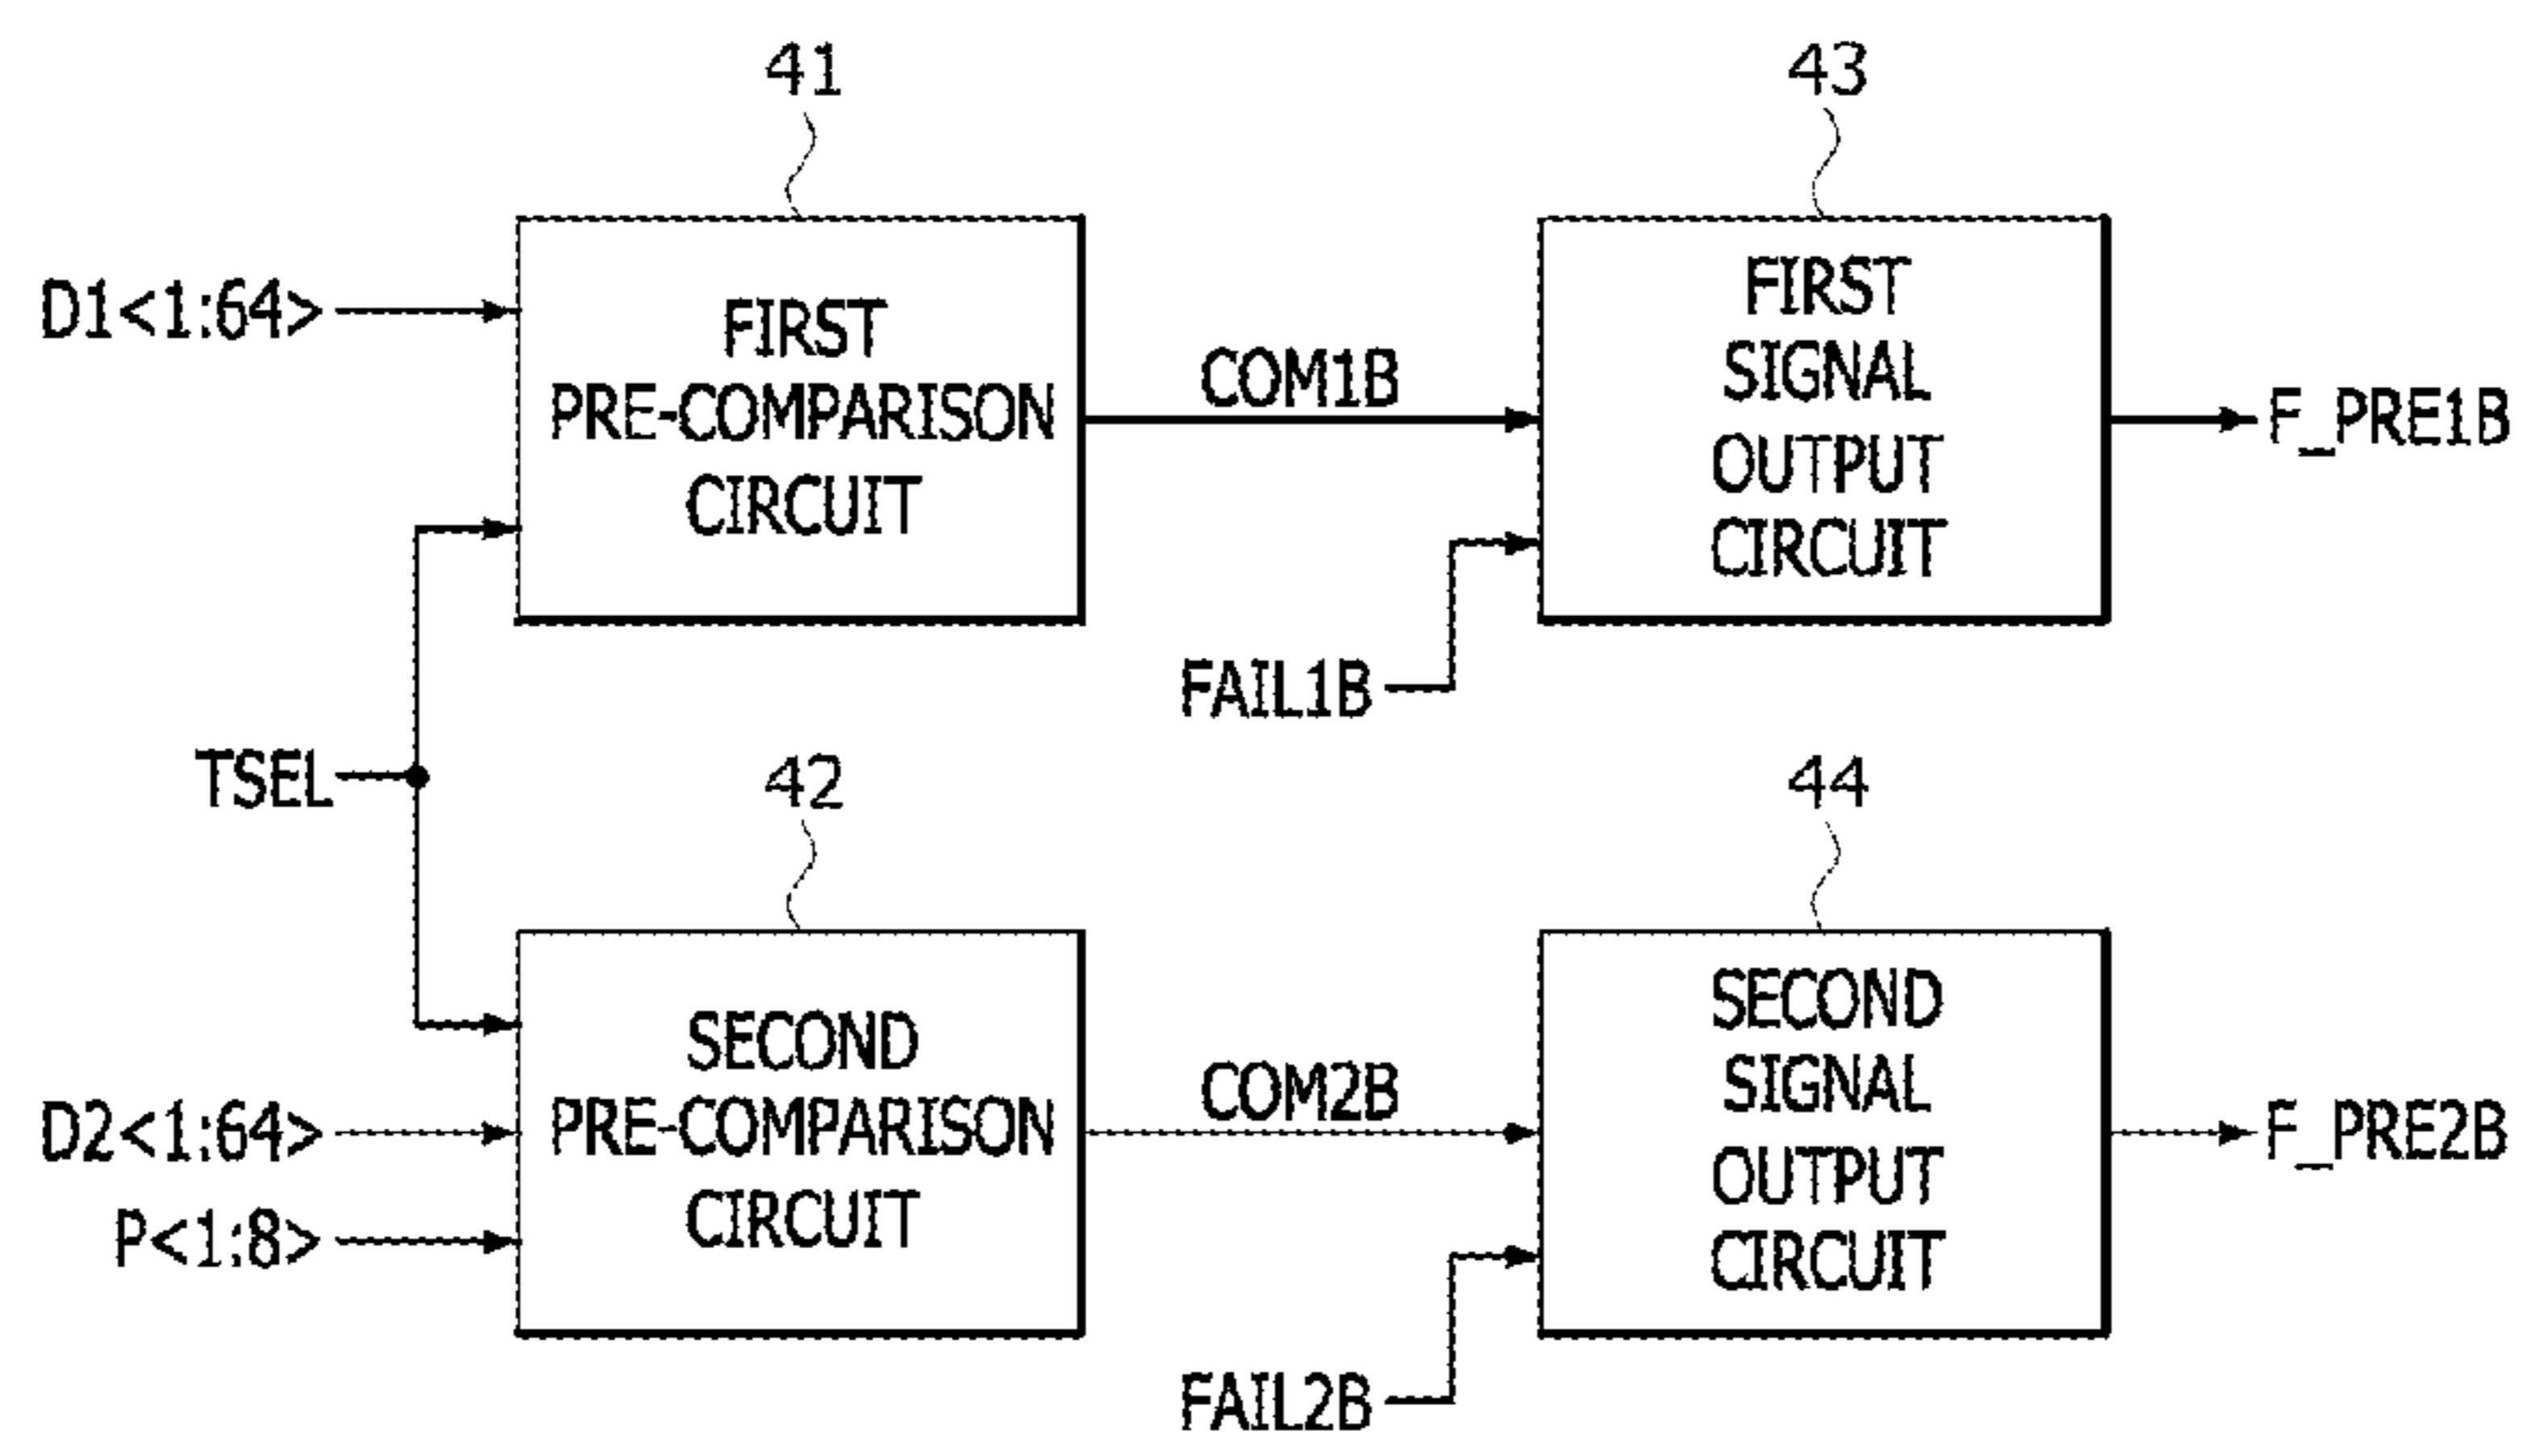 41
43
D1<1:64>
FIRST
PRE-COMPARISON
CIRCUIT
COM1B
FIRST
SIGNAL
OUTPUT
CIRCUIT
F_PRE1B
FAIL1B
TSEL
42
44
D2<1:64>
P<1:8>
SECOND
PRE-COMPARISON
CIRCUIT
COM2B
SECOND
SIGNAL
OUTPUT
CIRCUIT
F_PRE2B
FAIL2B